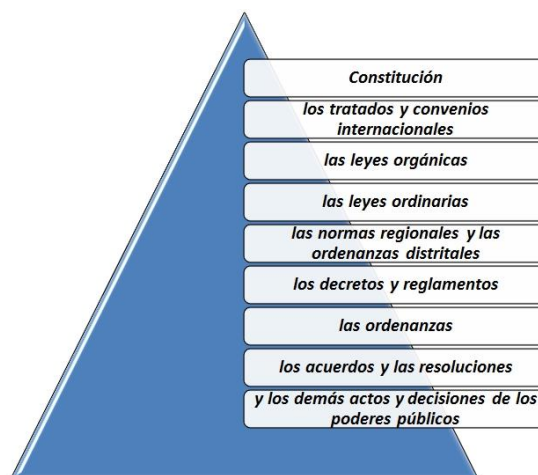 Constitución
los tratados y convenios
internacionales
las leyes orgánicas
las leyes ordinarias
las normas regionales y las
ordenanzas distritales
los decretos y reglamentos
las ordenanzas
los acuerdos y las resoluciones
y los demás actos y decisiones de los
poderes públicos